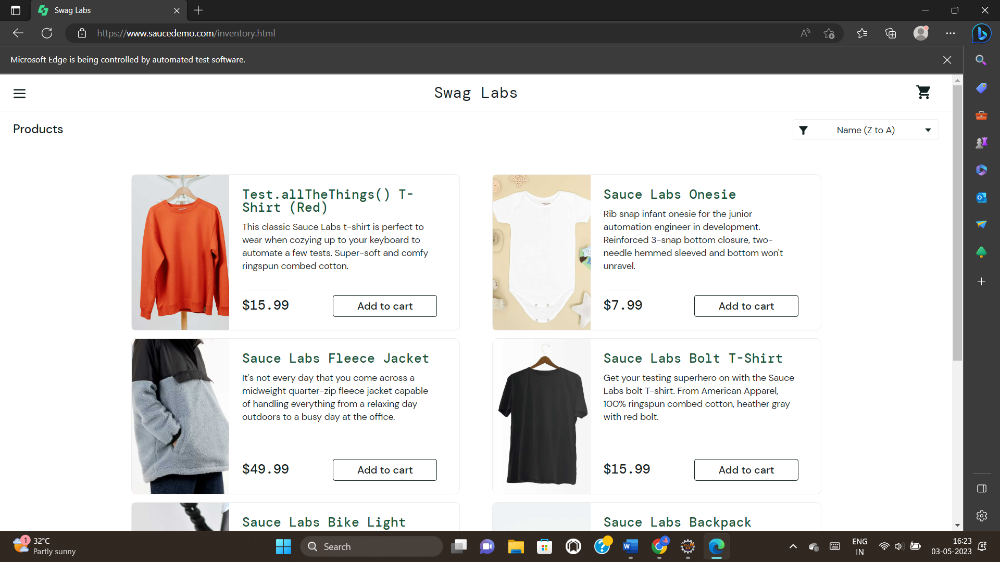 Swag Labs
https://www.saucedemo.com/inventory.html
Microsoft Edge is being controlled by automated test software.
Swag Labs
Products
Name (Z to A)
Test.allTheThings() T-
Shirt (Red)
This classic Sauce Labs t-shirt is perfect to
wear when cozying up to your keyboard to
automate a few tests. Super-soft and comfy
ringspun combed cotton.
$15.99
Add to cart
Sauce Labs Onesie
Rib snap infant onesie for the junior
automation engineer in development.
Reinforced 3-snap bottom closure, two-
needle hemmed sleeved and bottom won't
unravel.
$7.99
Add to cart
Sauce Labs Fleece Jacket
It's not every day that you come across a
midweight quarter-zip fleece jacket capable
of handling everything from a relaxing day
outdoors to a busy day at the office.
$49.99
Add to cart
Sauce Labs Bolt T-Shirt
Get your testing superhero on with the Sauce
Labs bolt T-shirt. From American Apparel,
100% ringspun combed cotton, heather gray
with red bolt.
$15.99
Add to cart
Sauce Labs Bike Light
Sauce Labs Backpack
1
32°C
Partly sunny
Search
ENG
IN
16:23
03-05-2023